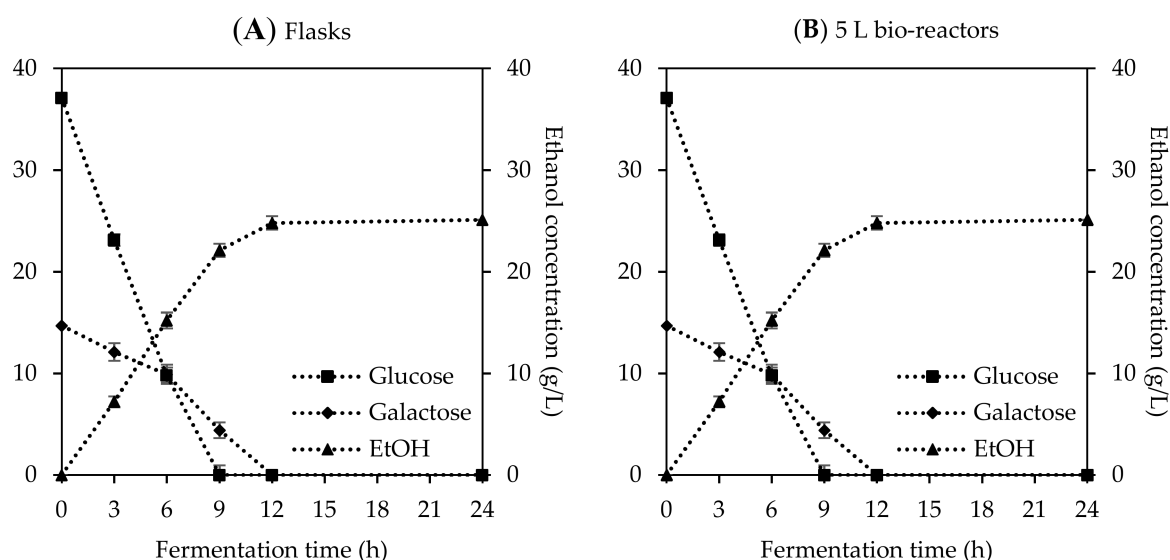 (A) Flasks
40
30
20
10
0
40
30
20
10
0
Ethanol concentration (g/L)
Glucose
Galactose
EtOH
0 3 6 9 12 15 18 21 24
Fermentation time (h)
(B) 5 L bio-reactors
40
30
20
10
0
40
30
20
10
0
Ethanol concentration (g/L)
Glucose
Galactose
EtOH
0 3 6 9 12 15 18 21 24
Fermentation time (h)